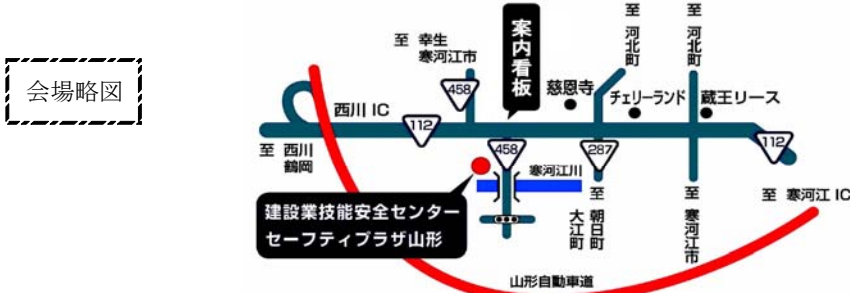 会場略図
至 幸生
寒河江市
458
案内看板
慈恩寺
至 河北町
チェリーランド
至 河北町
蔵王リース
西川 IC
112
至 西川
鶴岡
458
287
112
寒河江川
建設業技能安全センター
セーフティプラザ山形
至 朝日町
大江町
至 寒河江市
至 寒河江 IC
山形自動車道